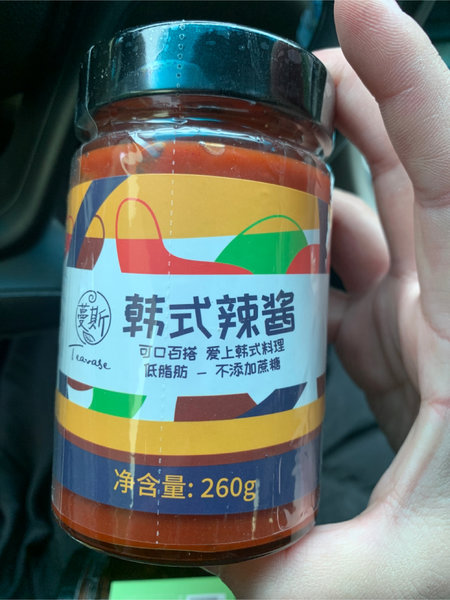 蔓斯
Teavase
韩式辣酱
可口百搭 爱上韩式料理
低脂肪 – 不添加蔗糖
净含量: 260g